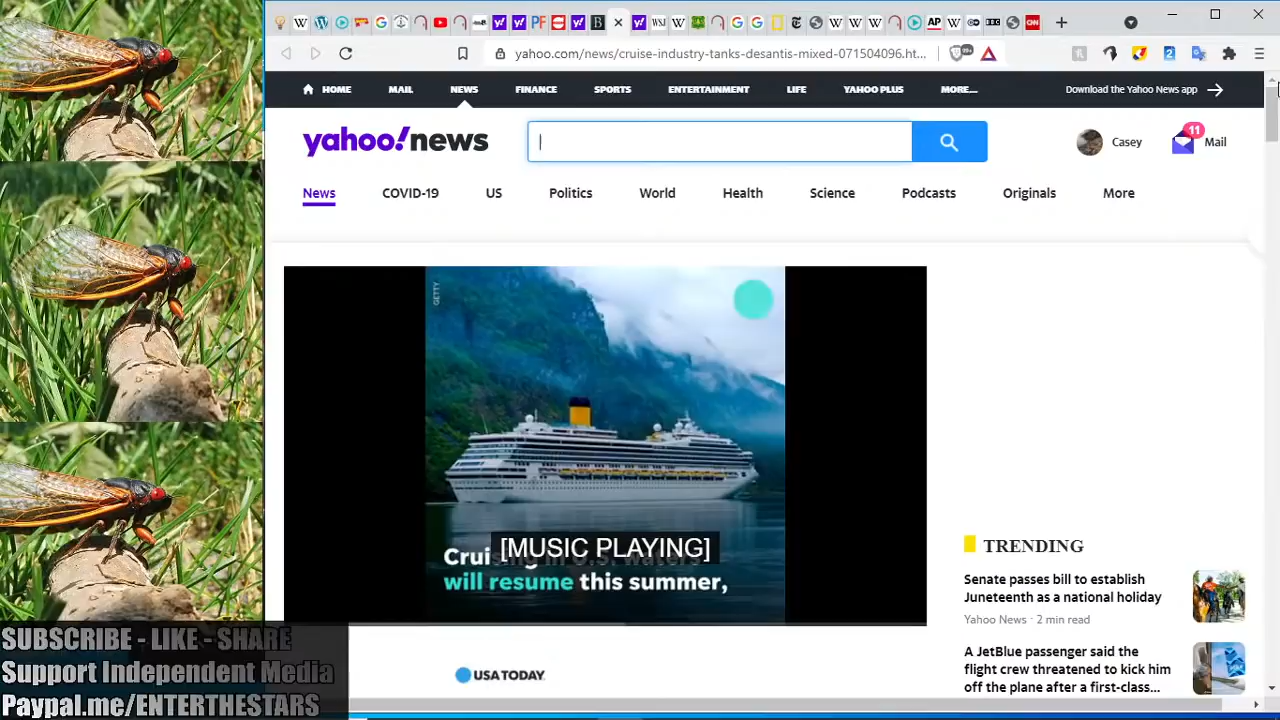 yahoo.com/news/cruise-industry-tanks-desantis-mixed-071504096.ht...
HOME
MAIL
NEWS
FINANCE
SPORTS
ENTERTAINMENT
LIFE
YAHOO PLUS
MORE...
Download the Yahoo News app
yahoo!news
Casey
11
Mail
News
COVID-19
US
Politics
World
Health
Science
Podcasts
Originals
More
GETTY
[MUSIC PLAYING]
will resume this summer,
USA TODAY
TRENDING
Senate passes bill to establish
Juneteenth as a national holiday
Yahoo News · 2 min read
A JetBlue passenger said the
flight crew threatened to kick him
off the plane after a first-class...
SUBSCRIBE - LIKE - SHARE
Support Independent Media
Paypal.me/ENTERTHESTARS